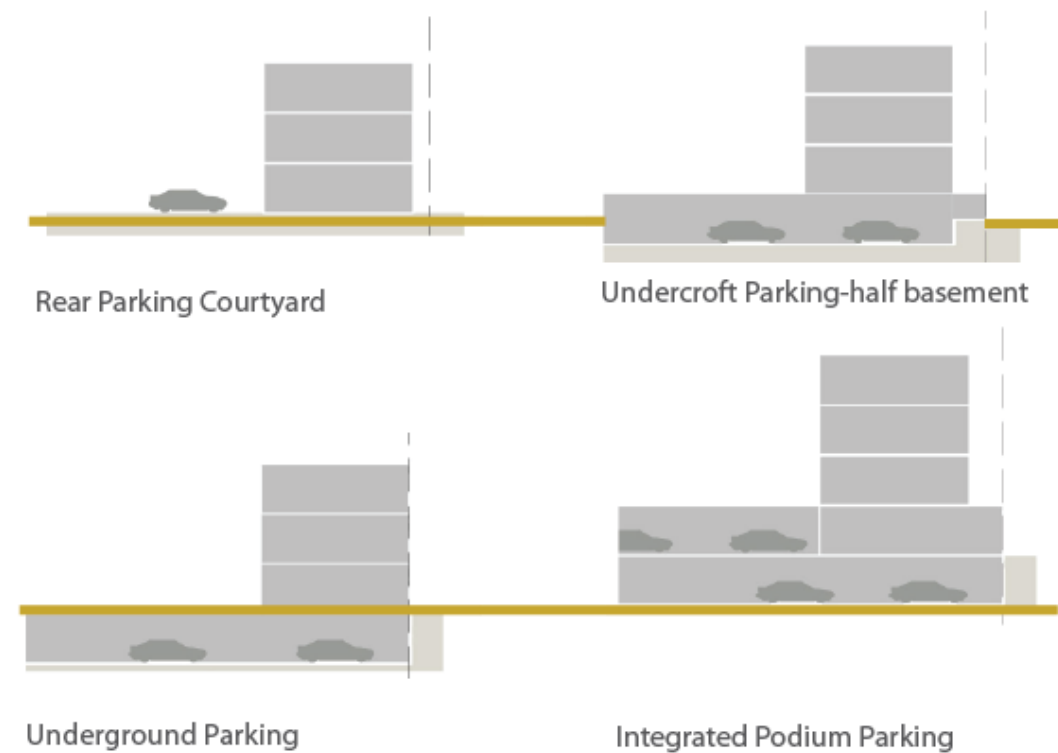 Rear Parking Courtyard
Undercroft Parking-half basement
Underground Parking
Integrated Podium Parking